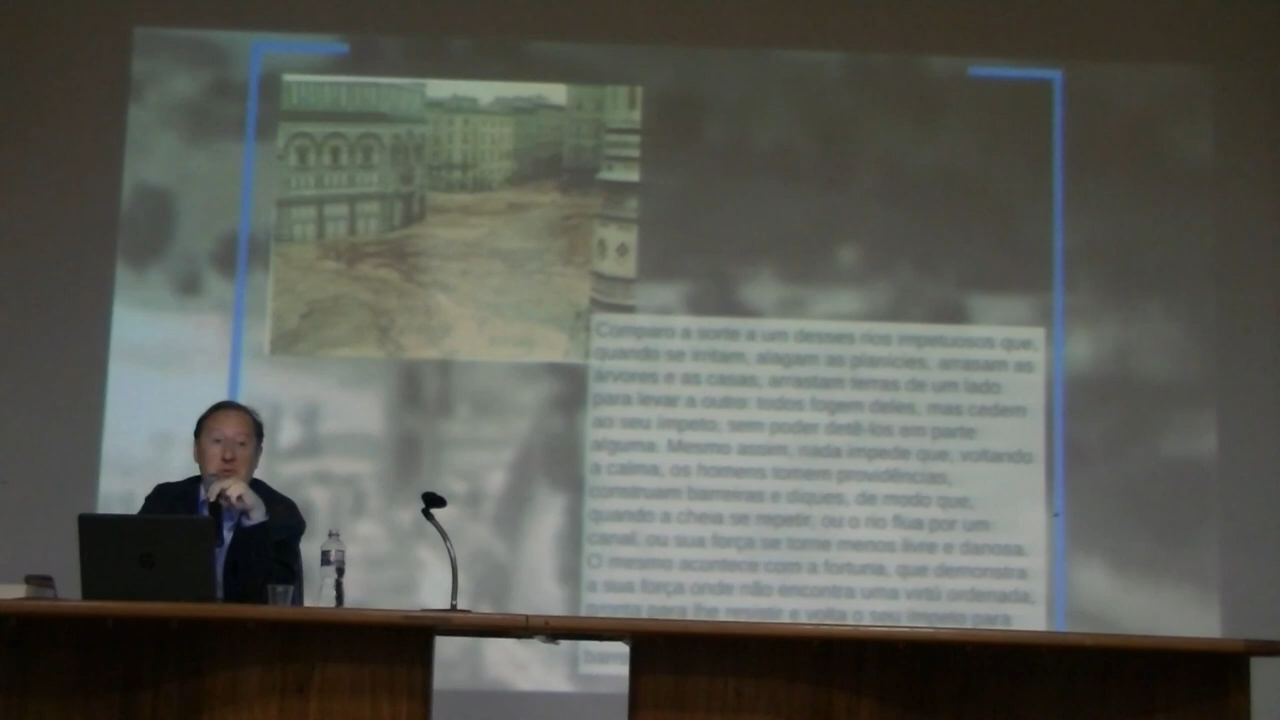 Comparo a sorte a um desses rios impetuosos que,
quando se irritam, alagam as planícies, arrasam as
árvores e as casas, arrastam terras de um lado
para levar a outro: todos fogem deles, mas cedem
ao seu ímpeto, sem poder detê-los em parte
alguma. Mesmo assim, nada impede que, voltando
a calma, os homens tomem providências,
construam barreiras e diques, de modo que,
quando a cheia se repetir, ou o rio flua por um
canal, ou sua força se torne menos livre e danosa.
O mesmo acontece com a fortuna, que demonstra
a sua força onde não encontra uma virtù ordenada,
pronta para lhe resistir e volta o seu ímpeto para